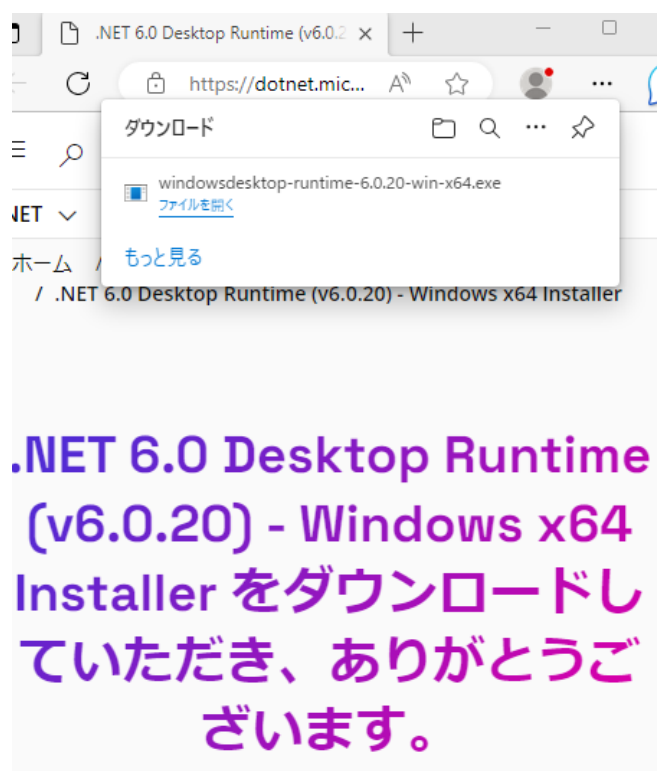 .NET 6.0 Desktop Runtime (v6.0.2
https://dotnet.mic...
ダウンロード
windowsdesktop-runtime-6.0.20-win-x64.exe
ファイルを開く
もっと見る
ホーム /
/ .NET 6.0 Desktop Runtime (v6.0.20) - Windows x64 Installer
.NET 6.0 Desktop Runtime
(v6.0.20) - Windows x64
Installer をダウンロードし
ていただき、ありがとうご
ざいます。